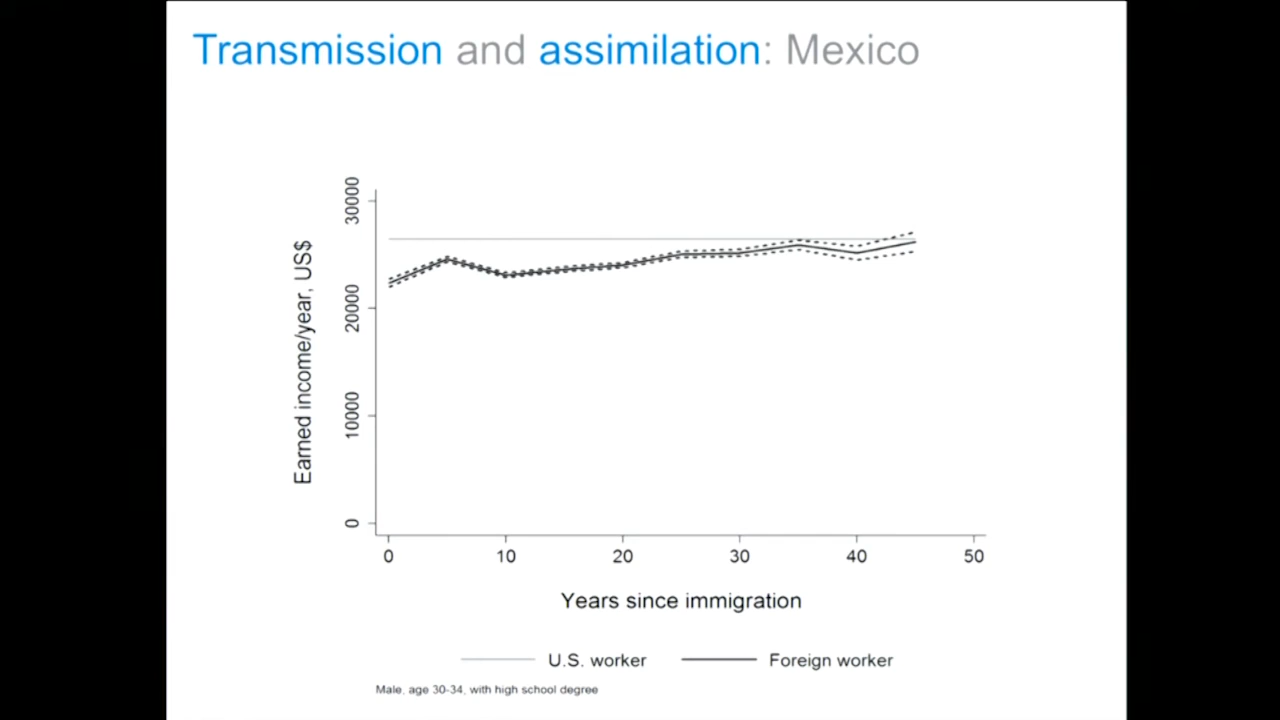 Transmission and assimilation: Mexico
Earned income/year, US$
30000
20000
10000
0
0 10 20 30 40 50
Years since immigration
U.S. worker Foreign worker
Male, age 30-34, with high school degree